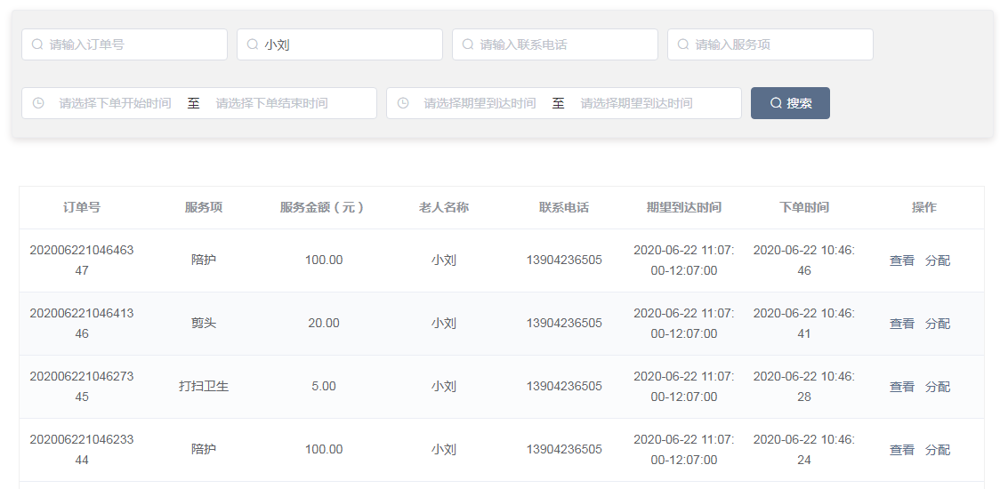 请输入订单号 小刘 请输入联系电话 请输入服务项
请选择下单开始时间 至 请选择下单结束时间 请选择期望到达时间 至 请选择期望到达时间 搜索
订单号 服务项 服务金额（元） 老人名称 联系电话 期望到达时间 下单时间 操作
202006221046463
47 陪护 100.00 小刘 13904236505 2020-06-22 11:07:
00-12:07:00 2020-06-22 10:46:
46 查看 分配
202006221046413
46 剪头 20.00 小刘 13904236505 2020-06-22 11:07:
00-12:07:00 2020-06-22 10:46:
41 查看 分配
202006221046273
45 打扫卫生 5.00 小刘 13904236505 2020-06-22 11:07:
00-12:07:00 2020-06-22 10:46:
28 查看 分配
202006221046233
44 陪护 100.00 小刘 13904236505 2020-06-22 11:07:
00-12:07:00 2020-06-22 10:46:
24 查看 分配